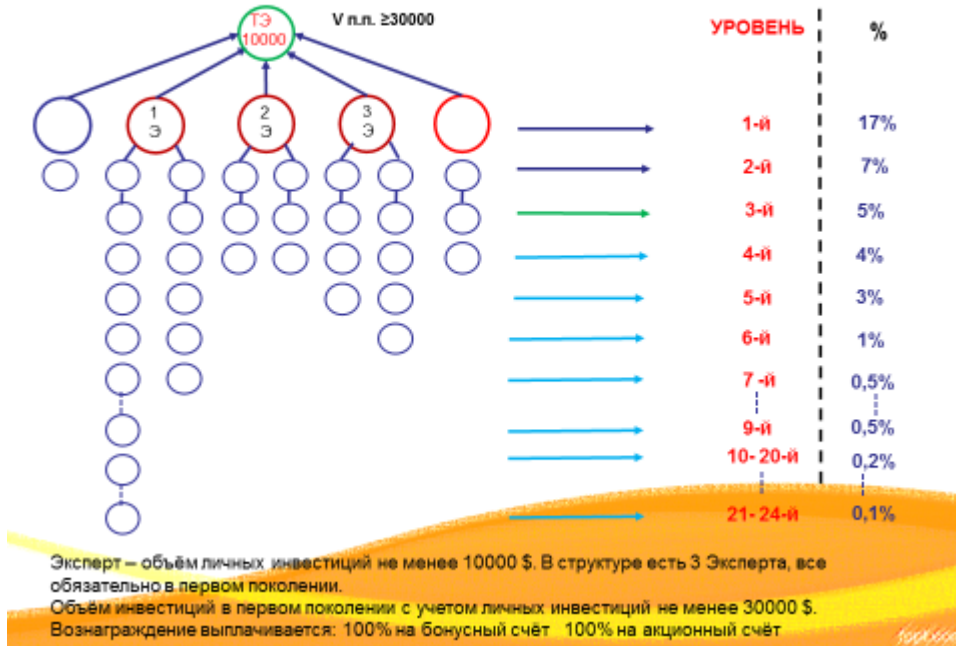 ТЭ
10000
V п.п. ≥30000
УРОВЕНЬ %
1
Э
2
Э
3
Э
1-й 17%
2-й 7%
3-й 5%
4-й 4%
5-й 3%
6-й 1%
7 -й 0,5%
9-й 0,5%
10- 20-й 0,2%
21- 24-й 0,1%
Эксперт – объём личных инвестиций не менее 10000 $. В структуре есть 3 Эксперта, все
обязательно в первом поколении.
Объём инвестиций в первом поколении с учетом личных инвестиций не менее 30000 $.
Вознаграждение выплачивается: 100% на бонусный счёт 100% на акционный счёт